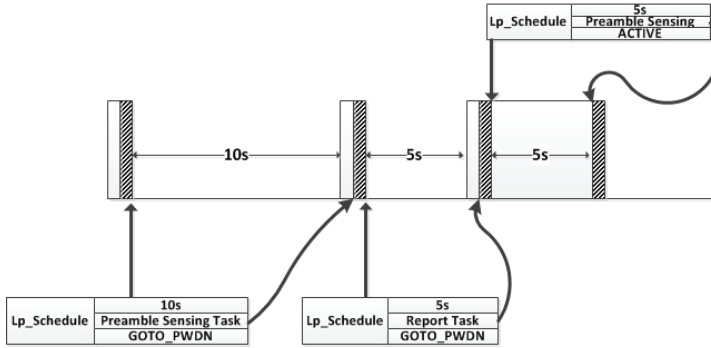 Lp_Schedule
5s
Preamble Sensing
ACTIVE
10s
5s
5s
Lp_Schedule
10s
Preamble Sensing Task
GOTO_PWDN
Lp_Schedule
5s
Report Task
GOTO_PWDN